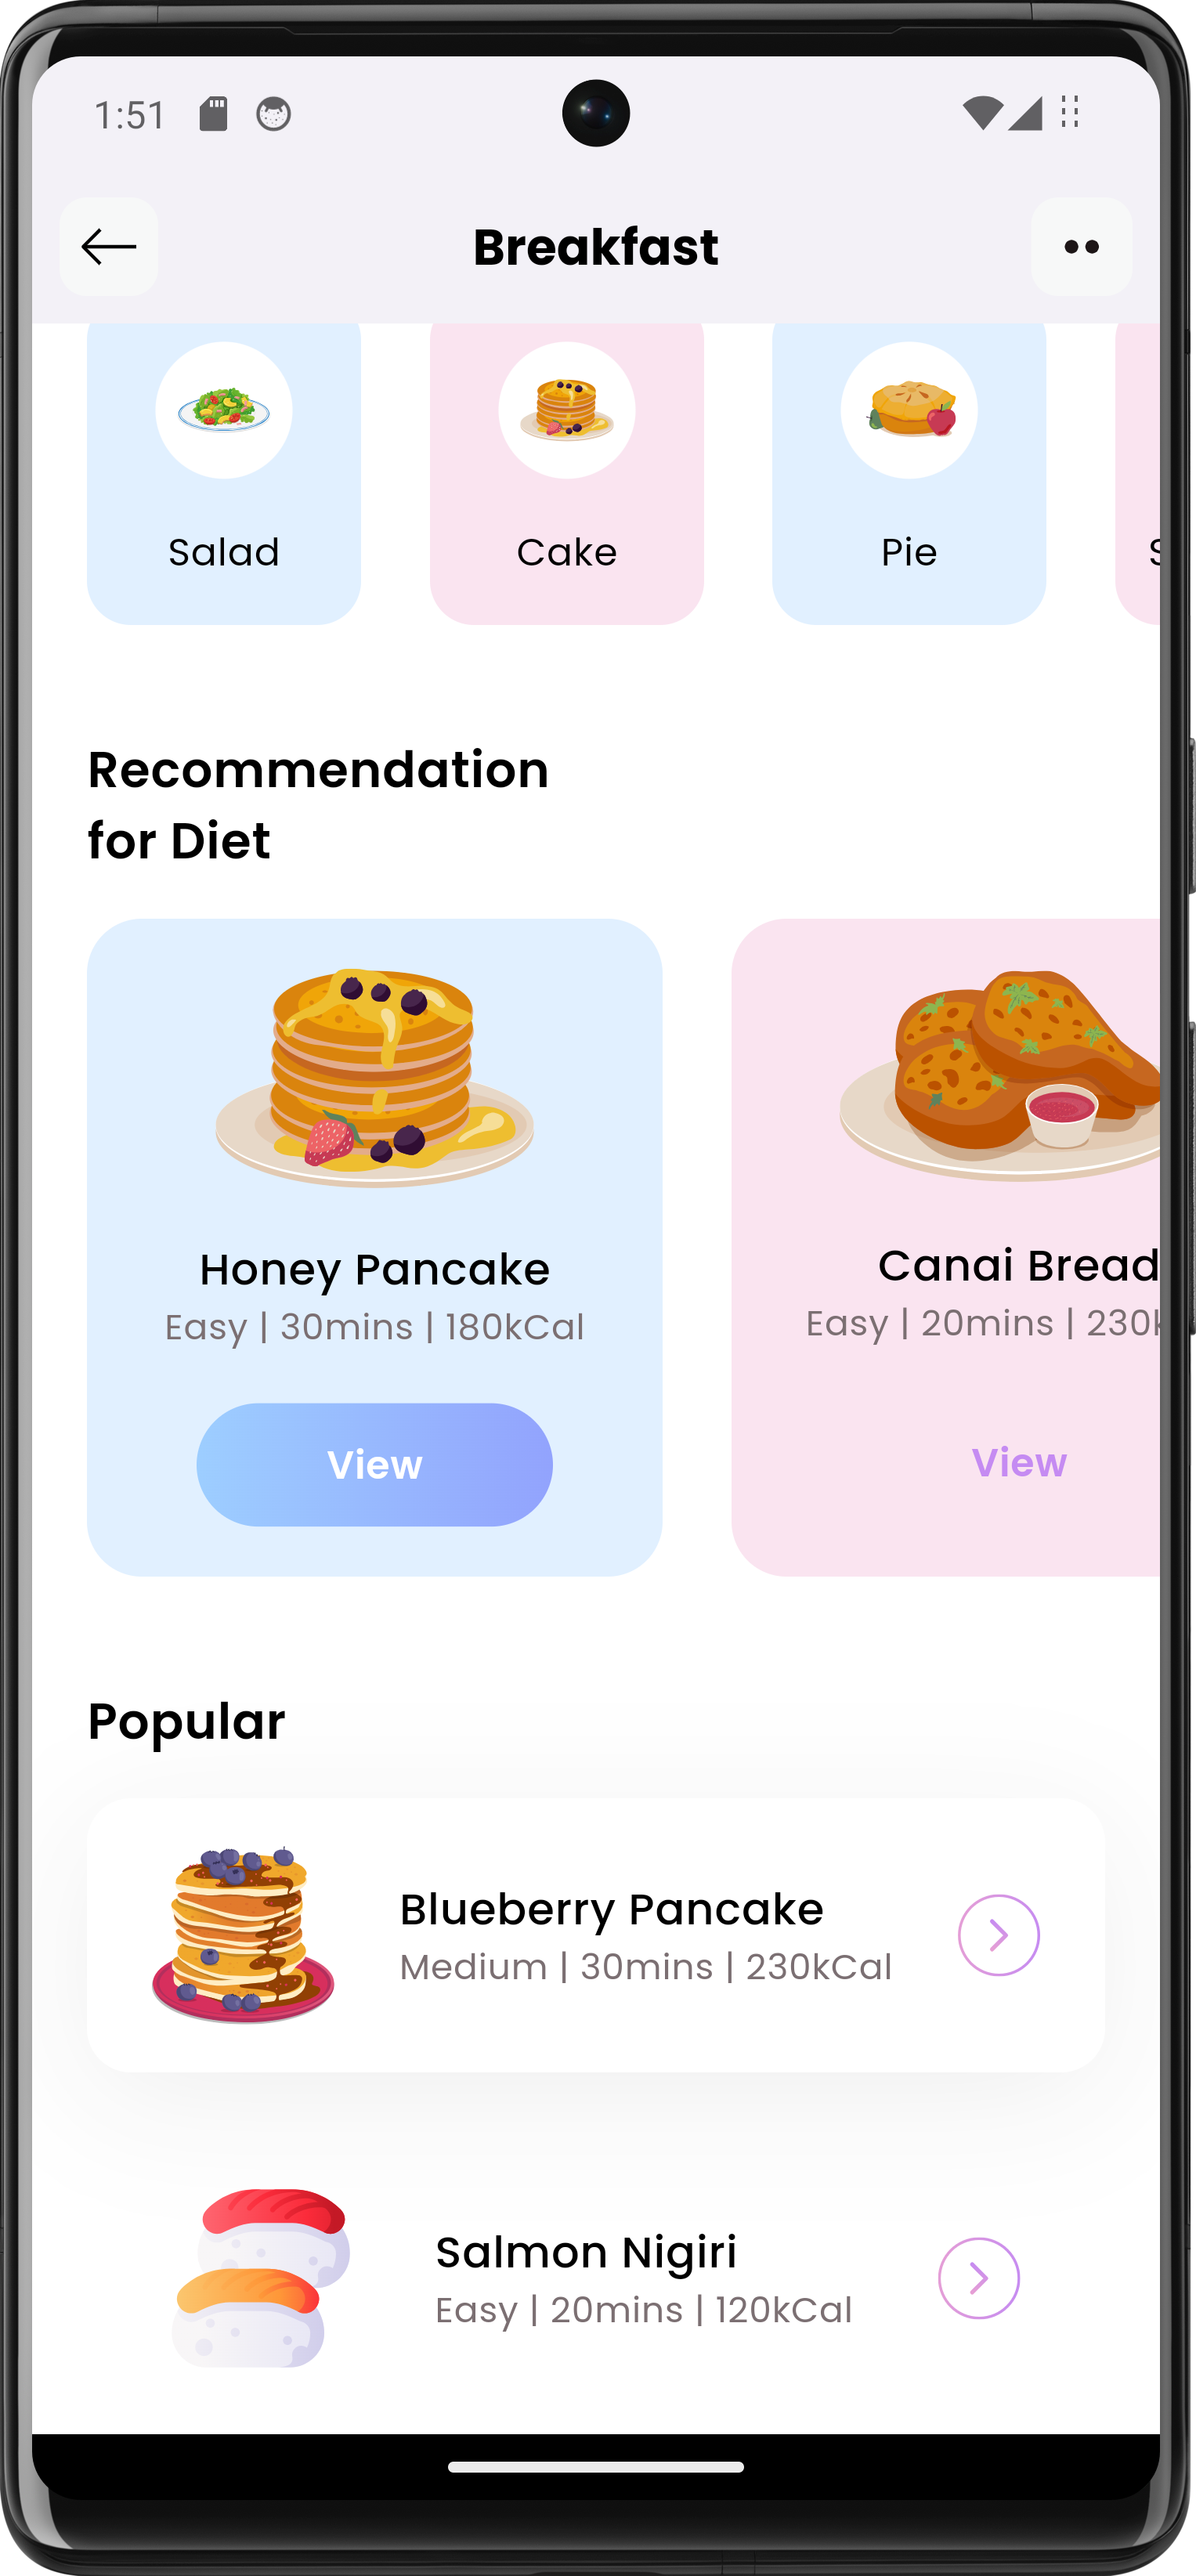 1:51
Breakfast
Salad
Cake
Pie
Recommendation
for Diet
Honey Pancake
Easy | 30mins | 180kCal
View
Canai Bread
Easy | 20mins | 230k
View
Popular
Blueberry Pancake
Medium | 30mins | 230kCal
Salmon Nigiri
Easy | 20mins | 120kCal